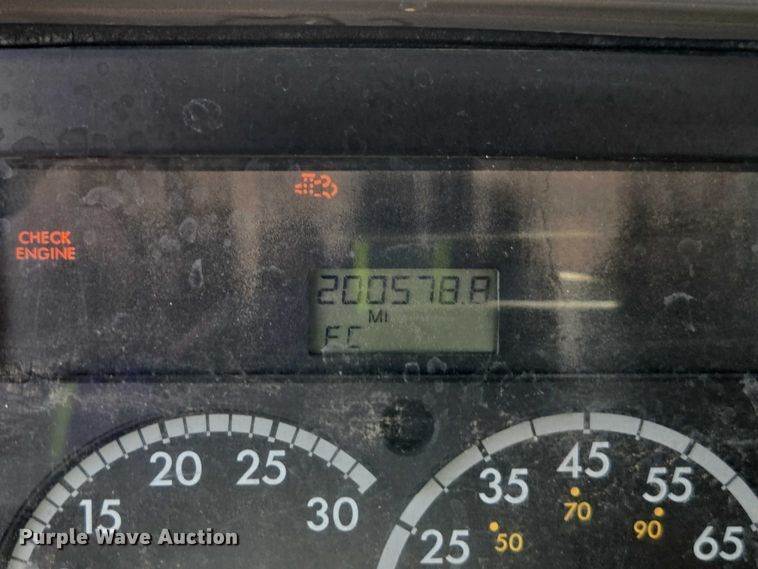 CHECK
ENGINE
200578.8
MI
EC
15 20 25 30
25 35 45 55 65
50 70 90
Purple Wave Auction